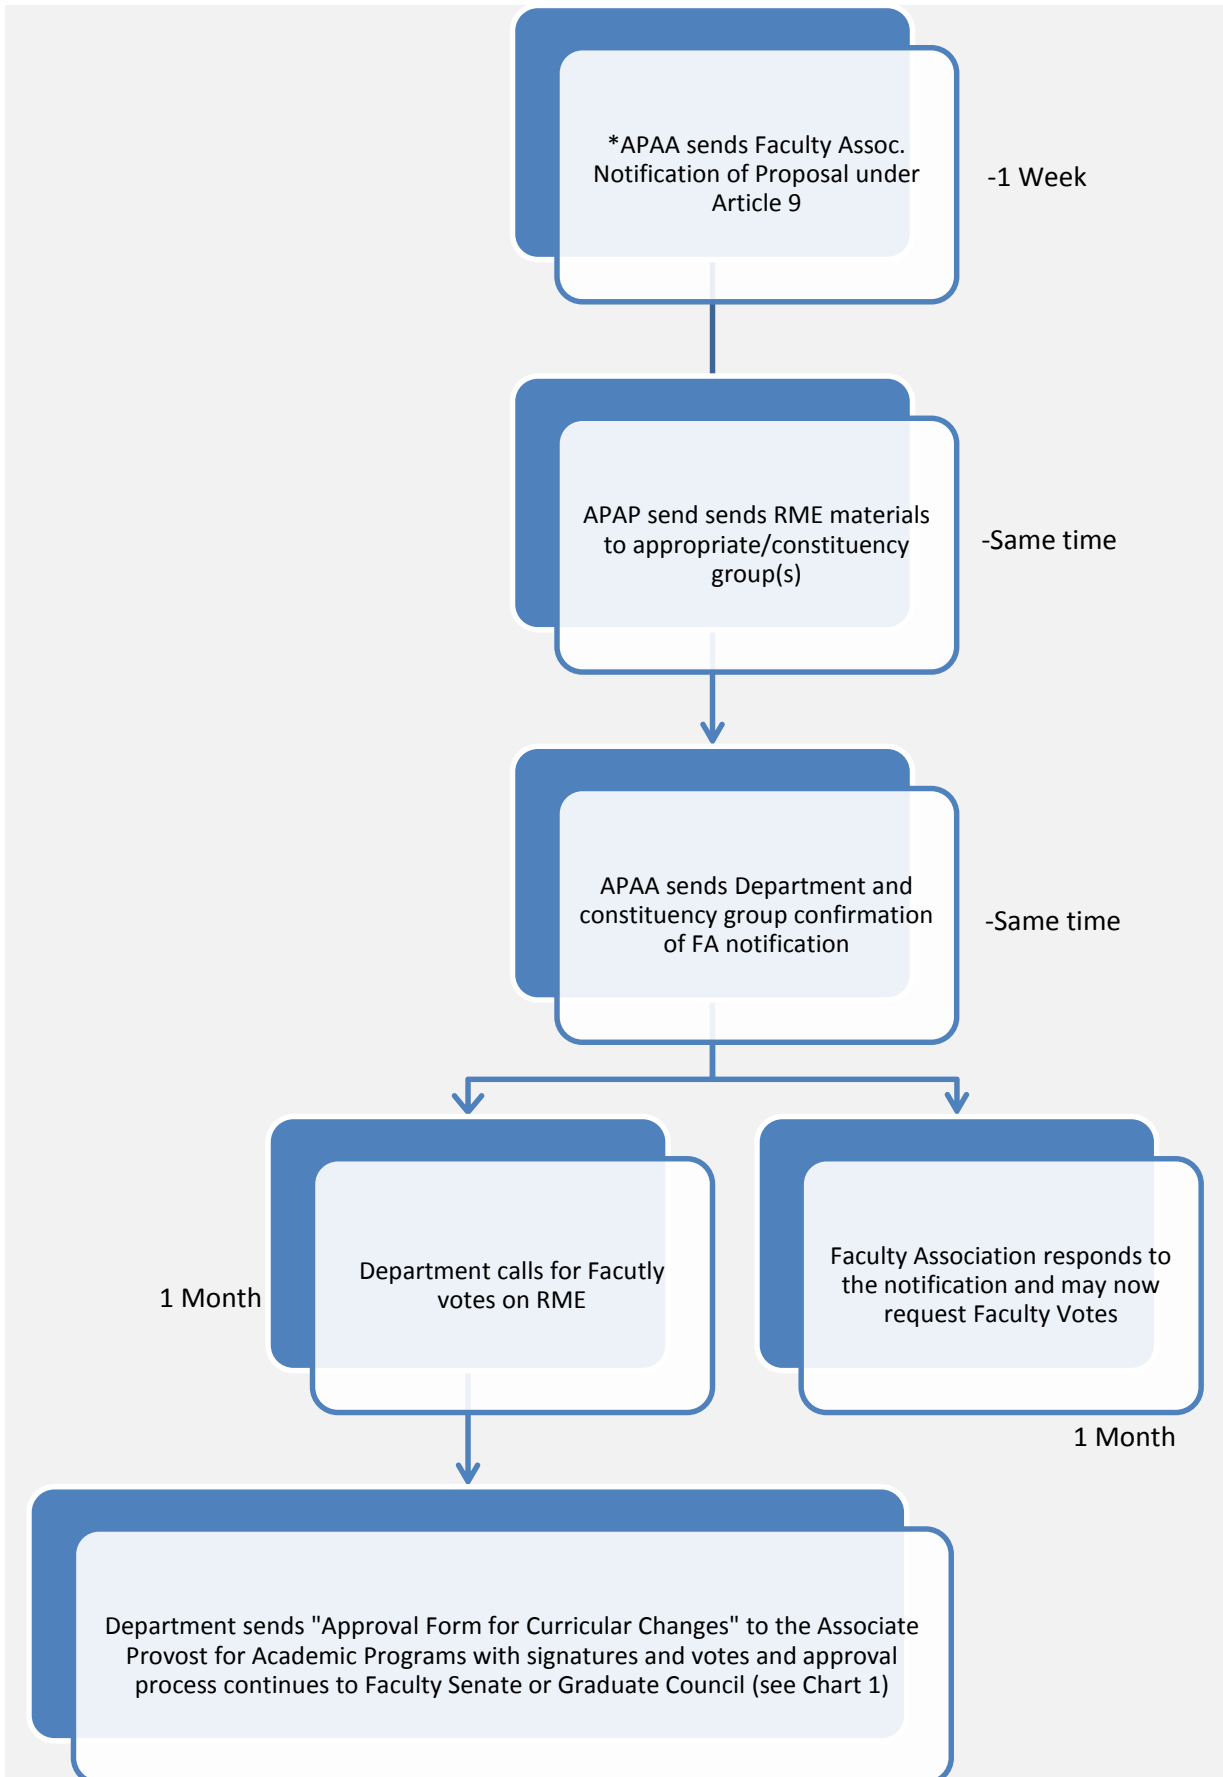 *APAA sends Faculty Assoc.
Notification of Proposal under
Article 9
-1 Week
APAP send sends RME materials
to appropriate/constituency
group(s)
-Same time
APAA sends Department and
constituency group confirmation
of FA notification
-Same time
1 Month
Department calls for Facutly
votes on RME
Faculty Association responds to
the notification and may now
request Faculty Votes
1 Month
Department sends "Approval Form for Curricular Changes" to the Associate
Provost for Academic Programs with signatures and votes and approval
process continues to Faculty Senate or Graduate Council (see Chart 1)